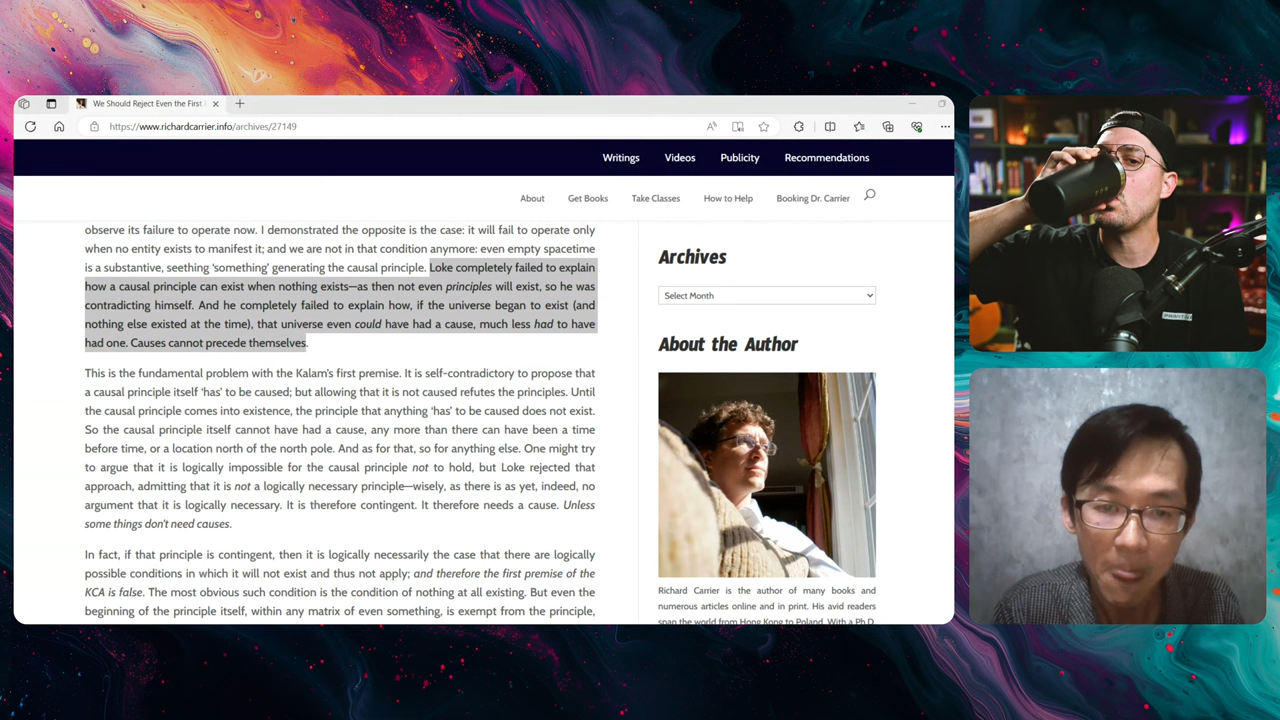 We Should Reject Even the First
https://www.richardcarrier.info/archives/27149
Writings Videos Publicity Recommendations
About Get Books Take Classes How to Help Booking Dr. Carrier
observe its failure to operate now. I demonstrated the opposite is the case: it will fail to operate only
when no entity exists to manifest it; and we are not in that condition anymore: even empty spacetime
is a substantive, seething ‘something’ generating the causal principle. Loke completely failed to explain
how a causal principle can exist when nothing exists—as then not even principles will exist, so he was
contradicting himself. And he completely failed to explain how, if the universe began to exist (and
nothing else existed at the time), that universe even could have had a cause, much less had to have
had one. Causes cannot precede themselves.
This is the fundamental problem with the Kalam’s first premise. It is self-contradictory to propose that
a causal principle itself ‘has’ to be caused; but allowing that it is not caused refutes the principles. Until
the causal principle comes into existence, the principle that anything ‘has’ to be caused does not exist.
So the causal principle itself cannot have had a cause, any more than there can have been a time
before time, or a location north of the north pole. And as for that, so for anything else. One might try
to argue that it is logically impossible for the causal principle not to hold, but Loke rejected that
approach, admitting that it is not a logically necessary principle—wisely, as there is as yet, indeed, no
argument that it is logically necessary. It is therefore contingent. It therefore needs a cause. Unless
some things don’t need causes.
In fact, if that principle is contingent, then it is logically necessarily the case that there are logically
possible conditions in which it will not exist and thus not apply; and therefore the first premise of the
KCA is false. The most obvious such condition is the condition of nothing at all existing. But even the
beginning of the principle itself, within any matrix of even something, is exempt from the principle,
Archives
Select Month
About the Author
Richard Carrier is the author of many books and
numerous articles online and in print. His avid readers
span the world from Hong Kong to Poland. With a Ph.D.